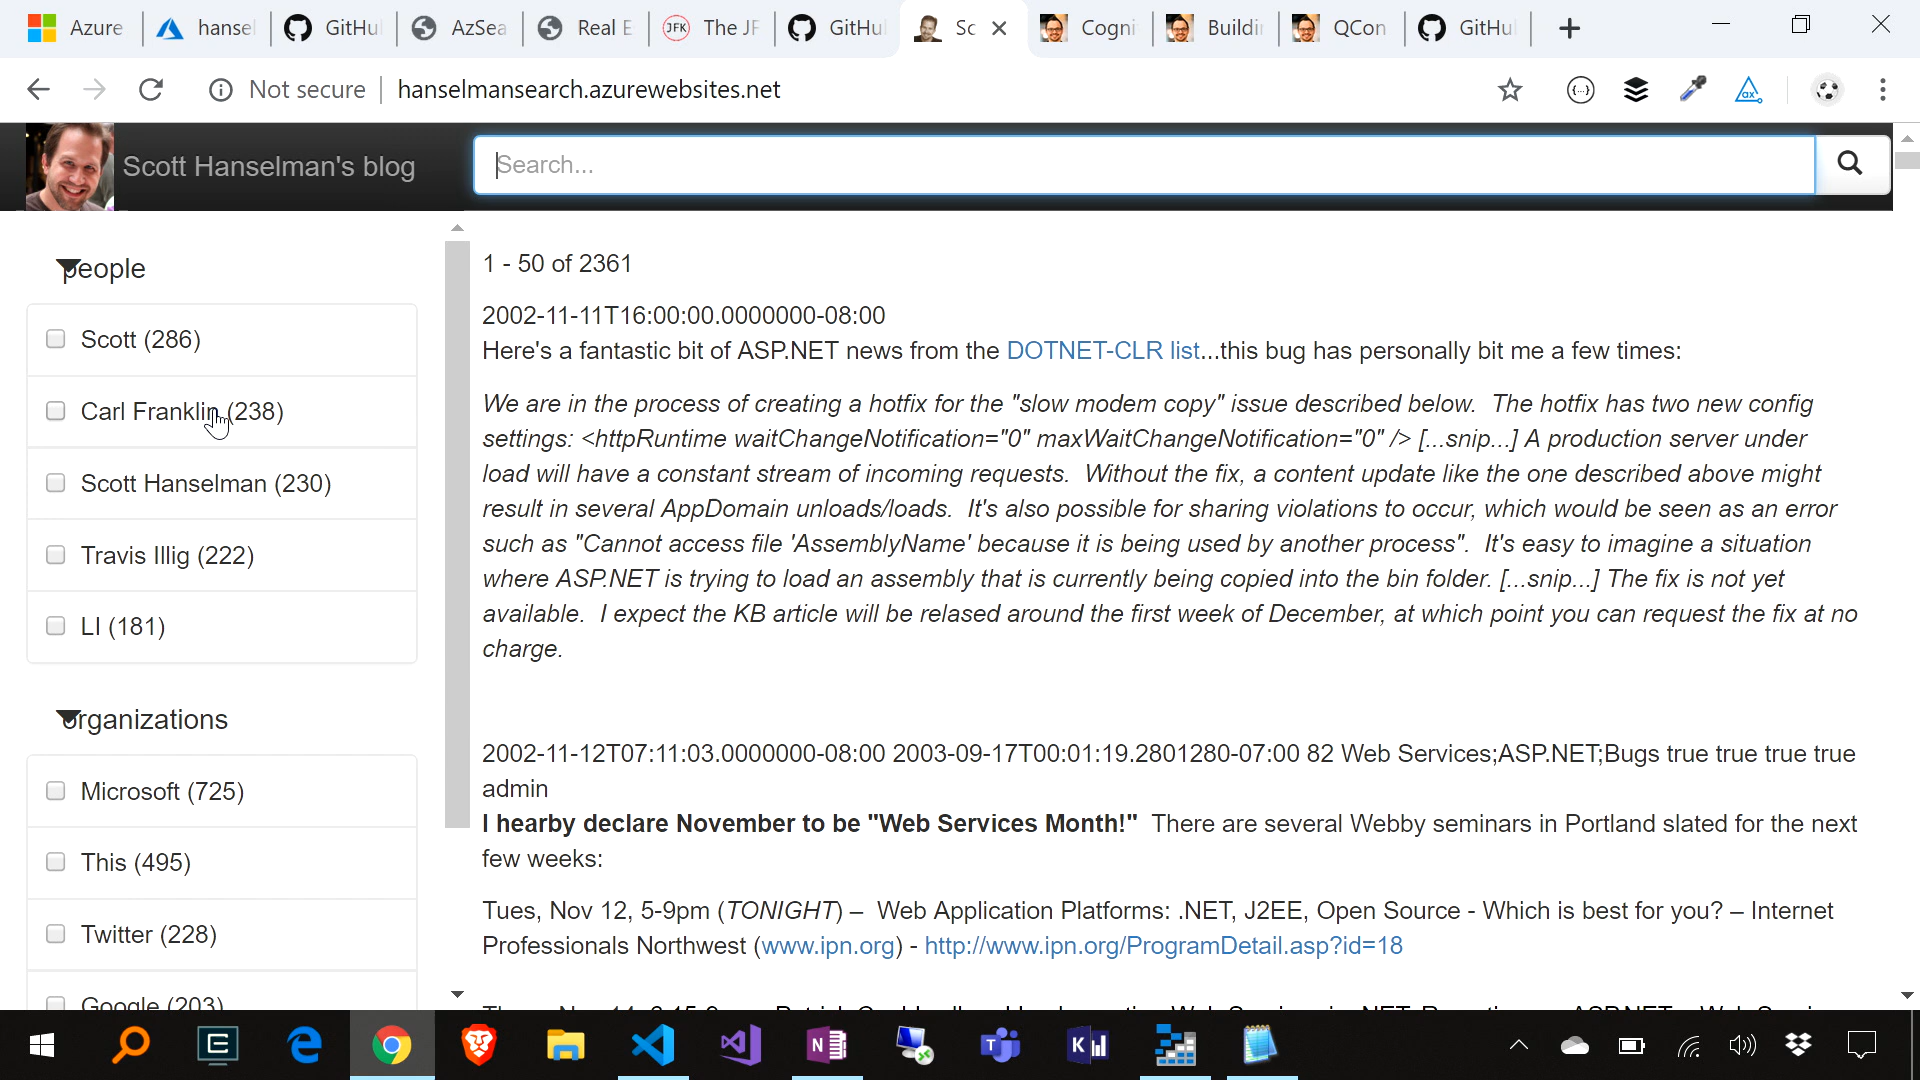 Azure
hansel
GitHu
AzSea
Real E
JFK
The JF
GitHu
Sc
Cogni
Buildin
QCon
GitHu
Not secure
hanselmansearch.azurewebsites.net
Scott Hanselman's blog
Search...
people
Scott (286)
Carl Franklin (238)
Scott Hanselman (230)
Travis Illig (222)
LI (181)
organizations
Microsoft (725)
This (495)
Twitter (228)
Google (203)
1 - 50 of 2361
2002-11-11T16:00:00.0000000-08:00
Here's a fantastic bit of ASP.NET news from the DOTNET-CLR list...this bug has personally bit me a few times:
We are in the process of creating a hotfix for the "slow modem copy" issue described below.  The hotfix has two new config
settings: <httpRuntime waitChangeNotification="0" maxWaitChangeNotification="0" /> [...snip...] A production server under
load will have a constant stream of incoming requests.  Without the fix, a content update like the one described above might
result in several AppDomain unloads/loads.  It's also possible for sharing violations to occur, which would be seen as an error
such as "Cannot access file 'AssemblyName' because it is being used by another process".  It's easy to imagine a situation
where ASP.NET is trying to load an assembly that is currently being copied into the bin folder. [...snip...] The fix is not yet
available.  I expect the KB article will be relased around the first week of December, at which point you can request the fix at no
charge.
2002-11-12T07:11:03.0000000-08:00 2003-09-17T00:01:19.2801280-07:00 82 Web Services;ASP.NET;Bugs true true true true
admin
I hearby declare November to be "Web Services Month!"  There are several Webby seminars in Portland slated for the next
few weeks:
Tues, Nov 12, 5-9pm (TONIGHT) –  Web Application Platforms: .NET, J2EE, Open Source - Which is best for you? – Internet
Professionals Northwest (www.ipn.org) - http://www.ipn.org/ProgramDetail.asp?id=18